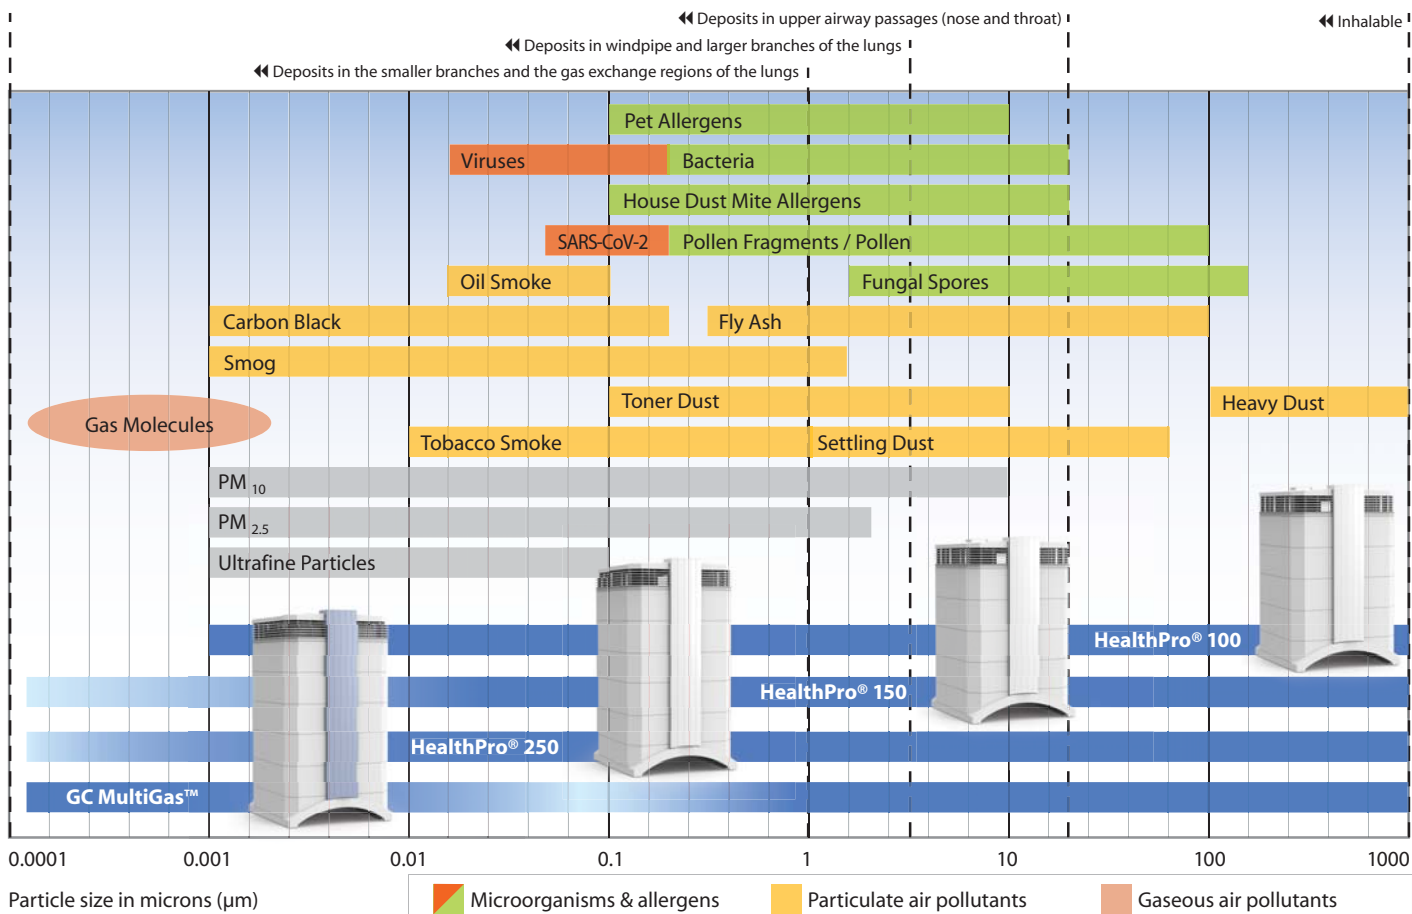 ◀◀ Deposits in upper airway passages (nose and throat)
◀◀ Inhalable
◀◀ Deposits in windpipe and larger branches of the lungs
◀◀ Deposits in the smaller branches and the gas exchange regions of the lungs
Pet Allergens
Viruses
Bacteria
House Dust Mite Allergens
SARS-CoV-2
Pollen Fragments / Pollen
Oil Smoke
Fungal Spores
Carbon Black
Fly Ash
Smog
Toner Dust
Heavy Dust
Gas Molecules
Tobacco Smoke
Settling Dust
PM 10
PM 2.5
Ultrafine Particles
HealthPro® 100
HealthPro® 150
HealthPro® 250
GC MultiGas™
0.0001 0.001 0.01 0.1 1 10 100 1000
Particle size in microns (µm)
Microorganisms & allergens
Particulate air pollutants
Gaseous air pollutants